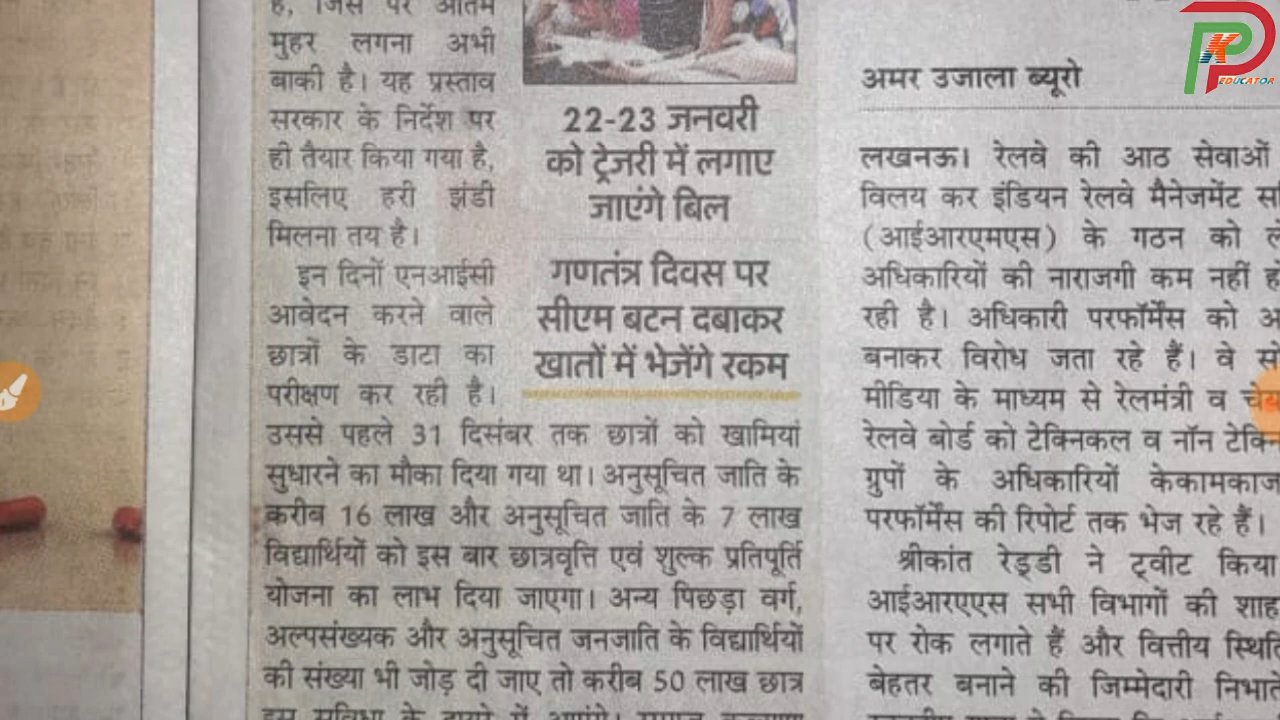 है, जिस पर अंतिम
मुहर लगना अभी
बाकी है। यह प्रस्ताव
सरकार के निर्देश पर
ही तैयार किया गया है,
इसलिए हरी झंडी
मिलना तय है।
इन दिनों एनआईसी
आवेदन करने वाले
छात्रों के डाटा का
परीक्षण कर रही है।
उससे पहले 31 दिसंबर तक छात्रों को खामियां
सुधारने का मौका दिया गया था। अनुसूचित जाति के
करीब 16 लाख और अनुसूचित जाति के 7 लाख
विद्यार्थियों को इस बार छात्रवृत्ति एवं शुल्क प्रतिपूर्ति
योजना का लाभ दिया जाएगा। अन्य पिछड़ा वर्ग,
अल्पसंख्यक और अनुसूचित जनजाति के विद्यार्थियों
की संख्या भी जोड़ दी जाए तो करीब 50 लाख छात्र
22-23 जनवरी
को ट्रेजरी में लगाए
जाएंगे बिल
गणतंत्र दिवस पर
सीएम बटन दबाकर
खातों में भेजेंगे रकम
अमर उजाला ब्यूरो
लखनऊ। रेलवे की आठ सेवाओं
विलय कर इंडियन रेलवे मैनेजमेंट
(आईआरएमएस) के गठन को
अधिकारियों की नाराजगी कम नहीं
रही है। अधिकारी परफॉर्मेंस को
बनाकर विरोध जता रहे हैं। वे
मीडिया के माध्यम से रेलमंत्री व
रेलवे बोर्ड को टेक्निकल व नॉन
ग्रुपों के अधिकारियों केकामकाज
परफॉर्मेंस की रिपोर्ट तक भेज रहे हैं।
श्रीकांत रेड्डी ने ट्वीट किया
आईआरएएस सभी विभागों की
पर रोक लगाते हैं और वित्तीय
बेहतर बनाने की जिम्मेदारी
PK EDUCATOR